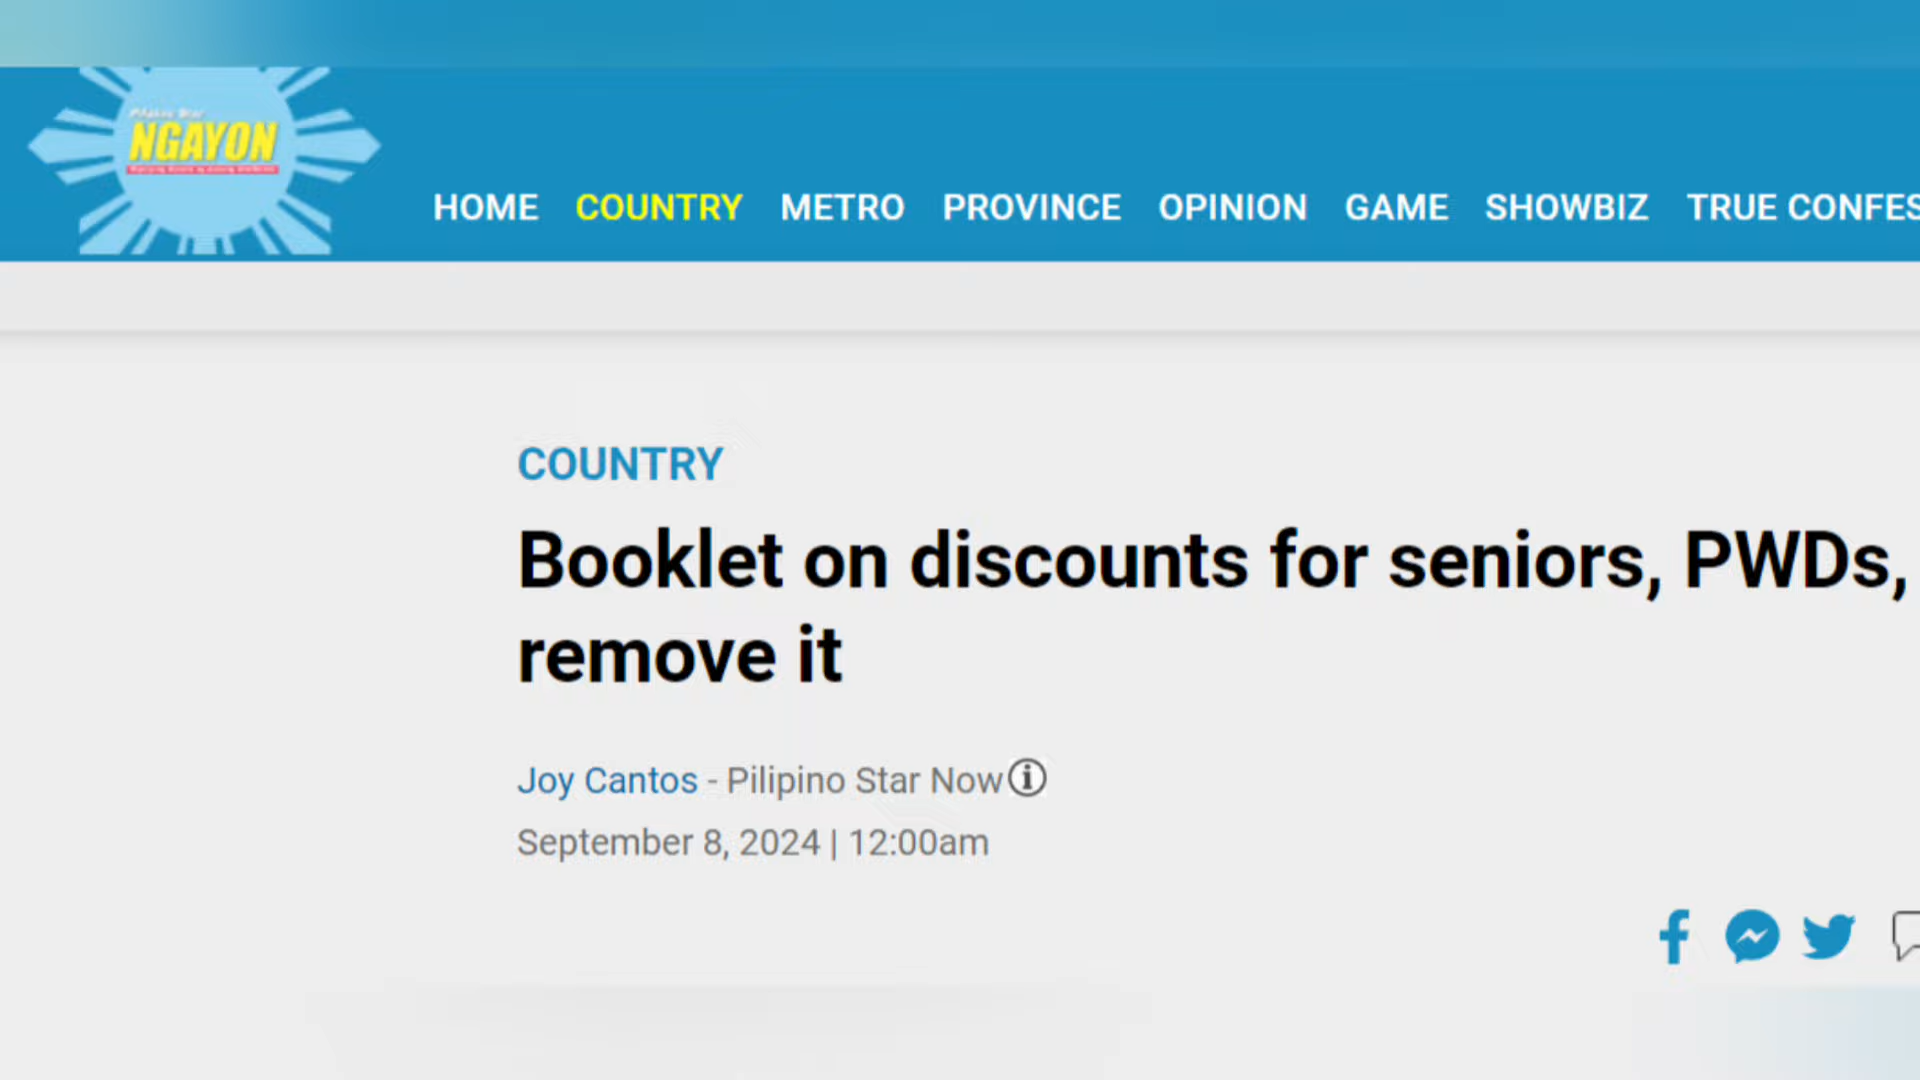 NGAYON
HOME COUNTRY METRO PROVINCE OPINION GAME SHOWBIZ TRUE CONFES
COUNTRY
Booklet on discounts for seniors, PWDs,
remove it
Joy Cantos - Pilipino Star Now
September 8, 2024 | 12:00am